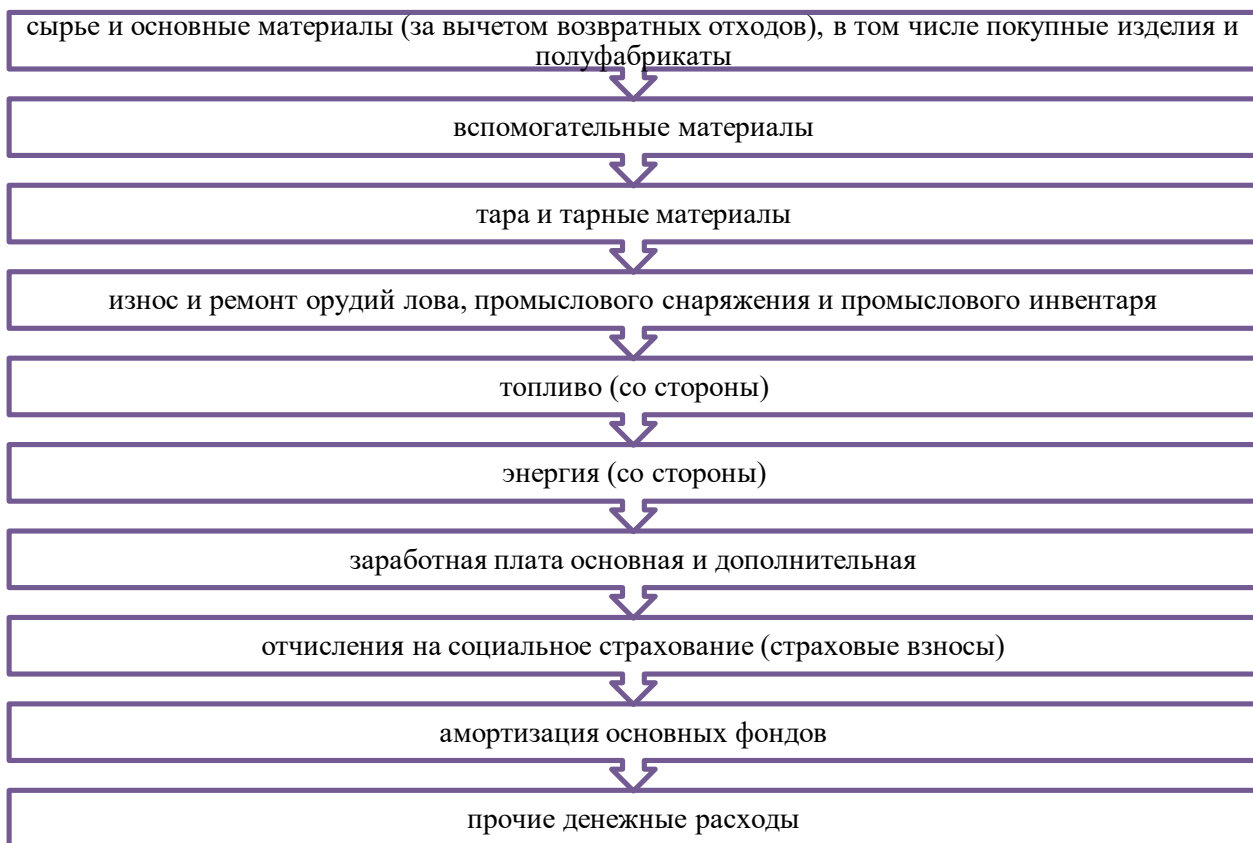 сырье и основные материалы (за вычетом возвратных отходов), в том числе покупные изделия и
полуфабрикаты
вспомогательные материалы
тара и тарные материалы
износ и ремонт орудий лова, промыслового снаряжения и промыслового инвентаря
топливо (со стороны)
энергия (со стороны)
заработная плата основная и дополнительная
отчисления на социальное страхование (страховые взносы)
амортизация основных фондов
прочие денежные расходы